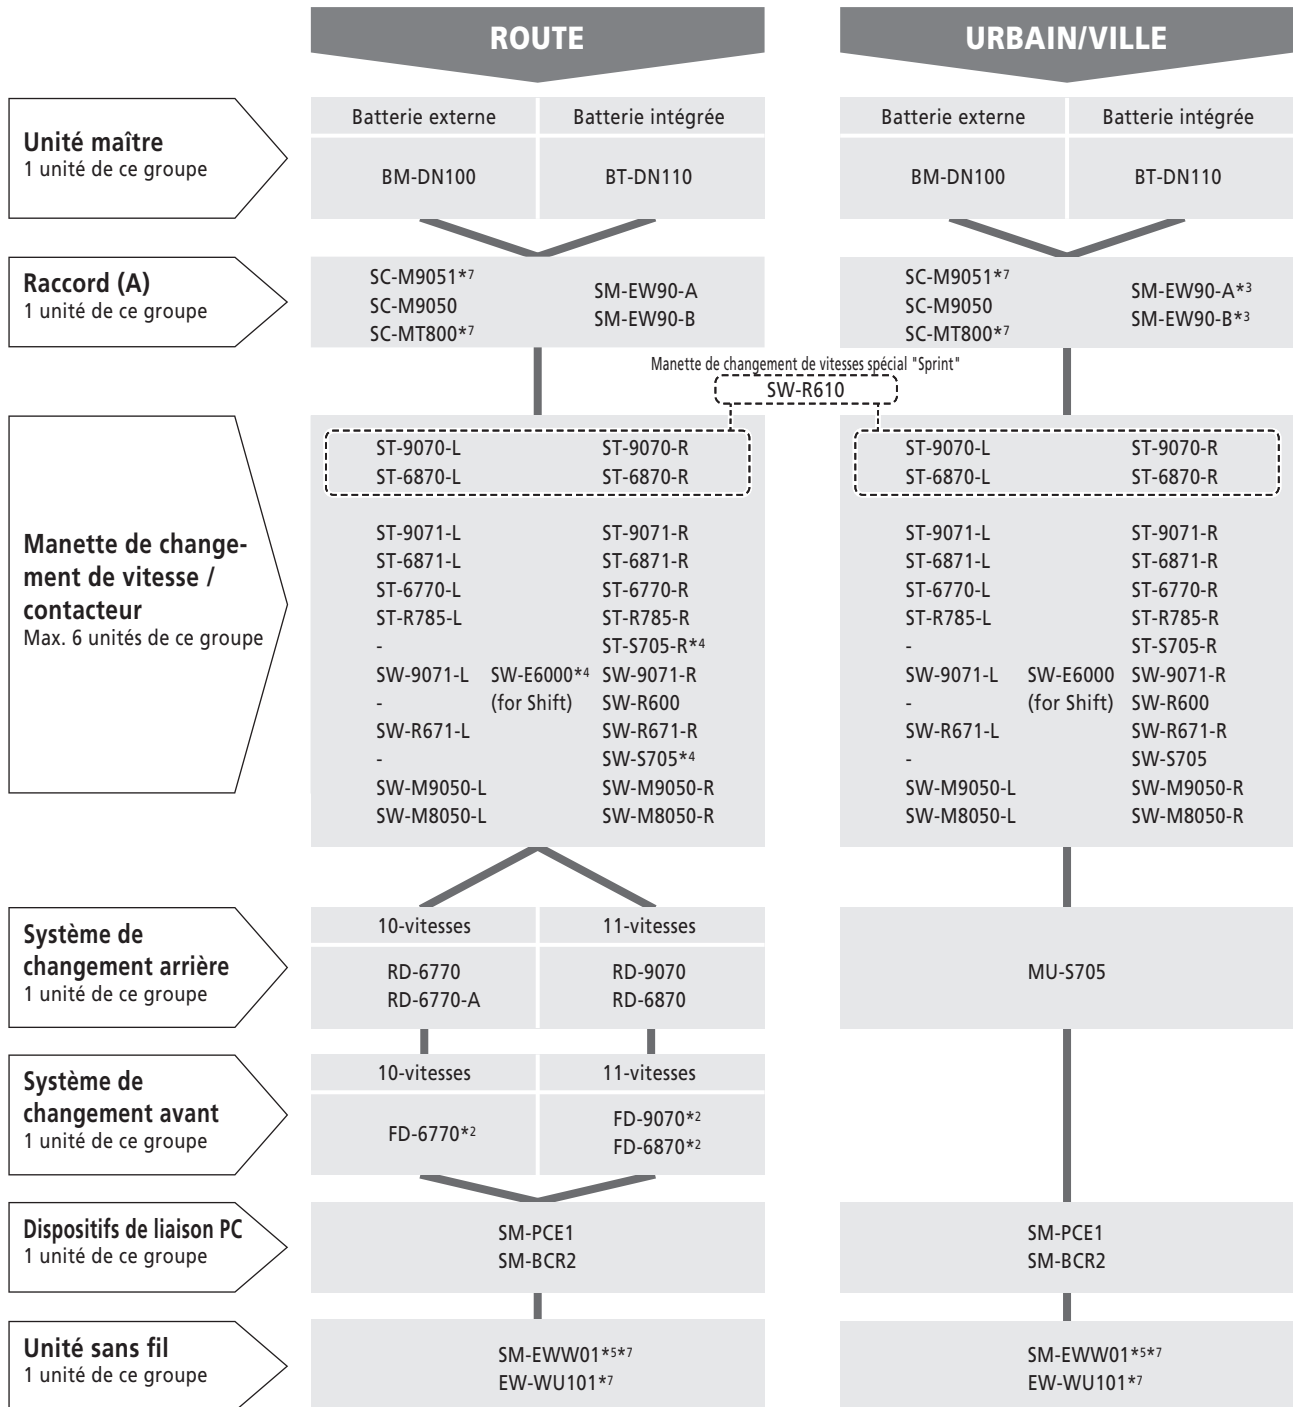 ROUTE
URBAIN/VILLE
Unité maître
1 unité de ce groupe
Batterie externe
Batterie intégrée
BM-DN100
BT-DN110
Batterie externe
Batterie intégrée
BM-DN100
BT-DN110
Raccord (A)
1 unité de ce groupe
SC-M9051*7
SC-M9050
SC-MT800*7
SM-EW90-A
SM-EW90-B
SC-M9051*7
SC-M9050
SC-MT800*7
SM-EW90-A*3
SM-EW90-B*3
Manette de changement de vitesses spécial "Sprint"
SW-R610
Manette de change-
ment de vitesse /
contacteur
Max. 6 unités de ce groupe
ST-9070-L ST-9070-R
ST-6870-L ST-6870-R
ST-9071-L ST-9071-R
ST-6871-L ST-6871-R
ST-6770-L ST-6770-R
ST-R785-L ST-R785-R
- ST-S705-R*4
SW-9071-L SW-E6000*4 SW-9071-R
- (for Shift) SW-R600
SW-R671-L SW-R671-R
- SW-S705*4
SW-M9050-L SW-M9050-R
SW-M8050-L SW-M8050-R
ST-9070-L ST-9070-R
ST-6870-L ST-6870-R
ST-9071-L ST-9071-R
ST-6871-L ST-6871-R
ST-6770-L ST-6770-R
ST-R785-L ST-R785-R
- ST-S705-R
SW-9071-L SW-E6000 SW-9071-R
- (for Shift) SW-R600
SW-R671-L SW-R671-R
- SW-S705
SW-M9050-L SW-M9050-R
SW-M8050-L SW-M8050-R
Système de
changement arrière
1 unité de ce groupe
10-vitesses
11-vitesses
RD-6770
RD-6770-A
RD-9070
RD-6870
MU-S705
Système de
changement avant
1 unité de ce groupe
10-vitesses
11-vitesses
FD-6770*2
FD-9070*2
FD-6870*2
Dispositifs de liaison PC
1 unité de ce groupe
SM-PCE1
SM-BCR2
SM-PCE1
SM-BCR2
Unité sans fil
1 unité de ce groupe
SM-EWW01*5*7
EW-WU101*7
SM-EWW01*5*7
EW-WU101*7